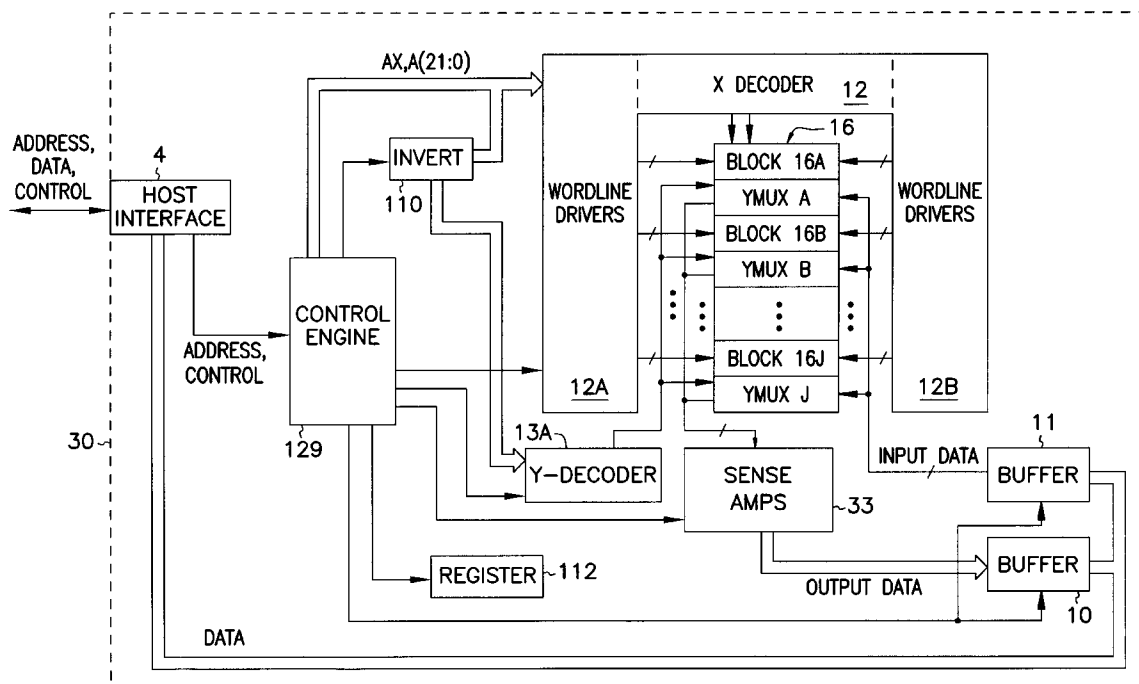 AX,A(21:0)
X DECODER
12
16
ADDRESS,
DATA,
CONTROL
4
HOST
INTERFACE
INVERT
110
WORDLINE
DRIVERS
12A
BLOCK 16A
YMUX A
BLOCK 16B
YMUX B
BLOCK 16J
YMUX J
WORDLINE
DRIVERS
12B
CONTROL
ENGINE
129
ADDRESS,
CONTROL
30
13A
Y-DECODER
SENSE
AMPS
33
INPUT DATA
11
BUFFER
BUFFER
10
OUTPUT DATA
REGISTER
112
DATA